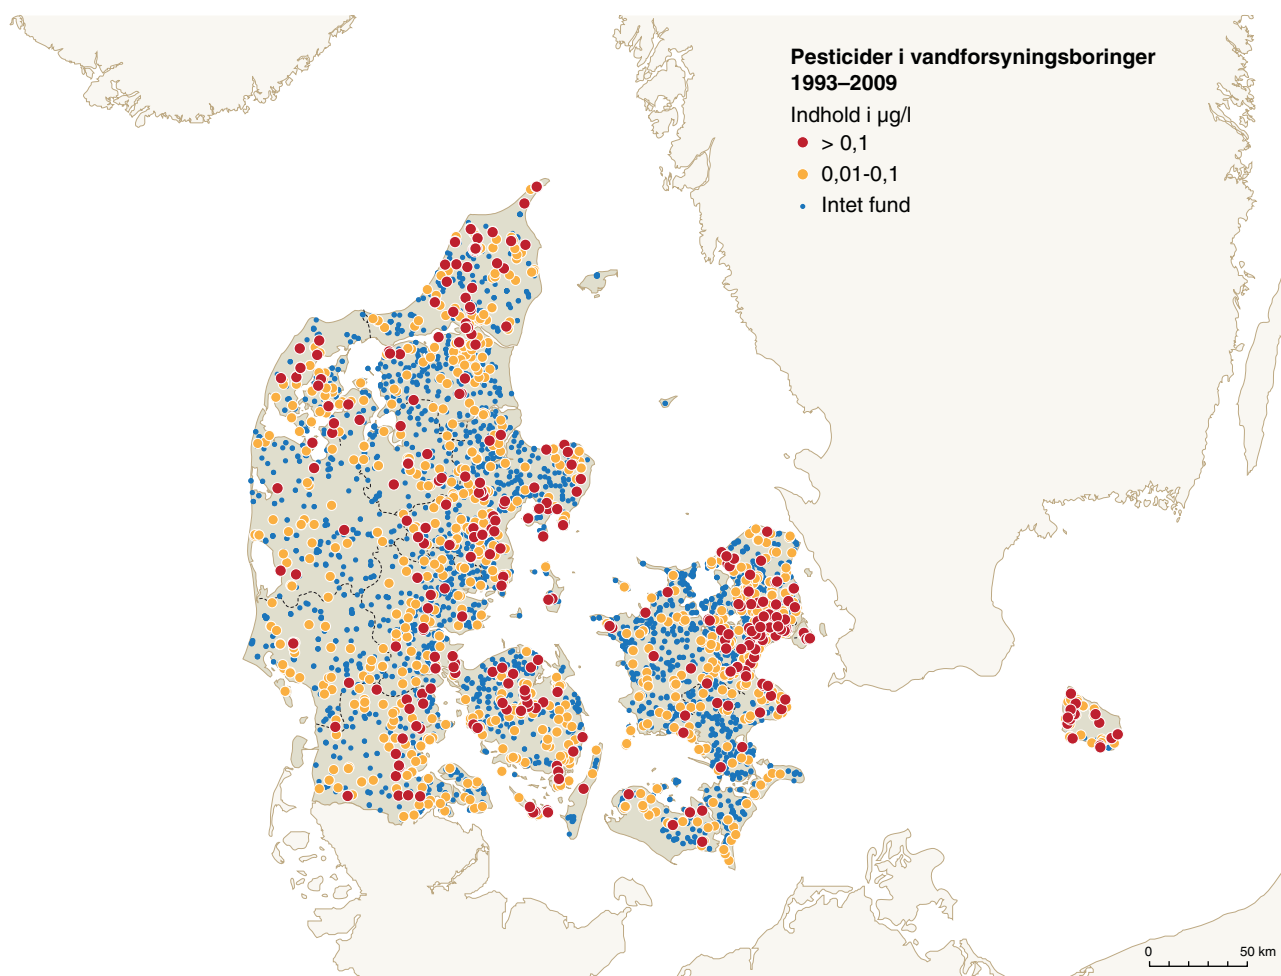 Pesticider i vandforsyningsboringer
1993–2009
Indhold i µg/l
> 0,1
0,01-0,1
Intet fund
0 50 km